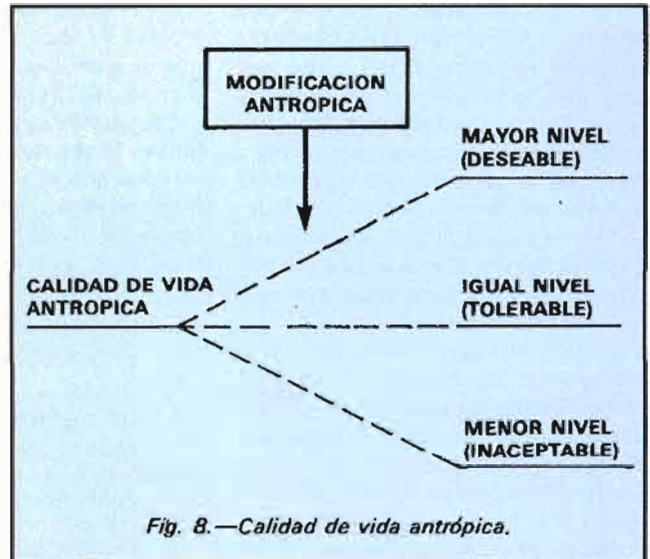 MODIFICACION
ANTROPICA
MAYOR NIVEL
(DESEABLE)
CALIDAD DE VIDA
ANTROPICA
IGUAL NIVEL
(TOLERABLE)
MENOR NIVEL
(INACEPTABLE)
Fig. 8.—Calidad de vida antrópica.